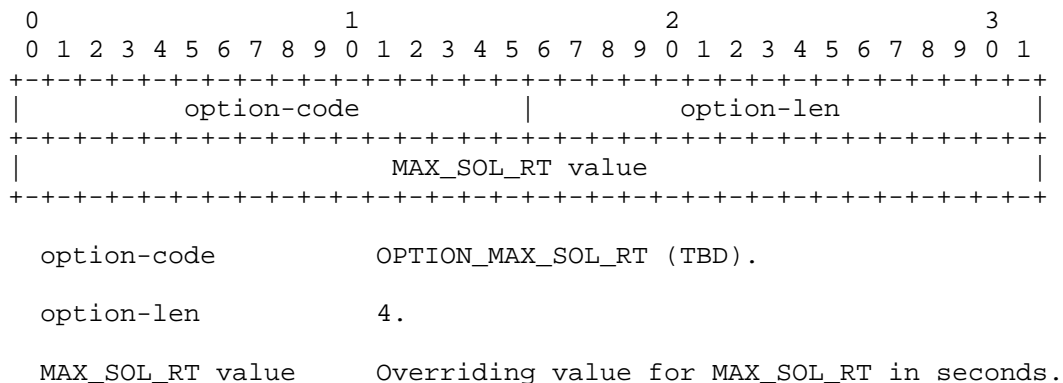 0                   1                   2                   3
 0 1 2 3 4 5 6 7 8 9 0 1 2 3 4 5 6 7 8 9 0 1 2 3 4 5 6 7 8 9 0 1
+-+-+-+-+-+-+-+-+-+-+-+-+-+-+-+-+-+-+-+-+-+-+-+-+-+-+-+-+-+-+-+-+
|          option-code          |         option-len            |
+-+-+-+-+-+-+-+-+-+-+-+-+-+-+-+-+-+-+-+-+-+-+-+-+-+-+-+-+-+-+-+-+
|                       MAX_SOL_RT value                        |
+-+-+-+-+-+-+-+-+-+-+-+-+-+-+-+-+-+-+-+-+-+-+-+-+-+-+-+-+-+-+-+-+
option-code          OPTION_MAX_SOL_RT (TBD).
option-len           4.
MAX_SOL_RT value     Overriding value for MAX_SOL_RT in seconds.